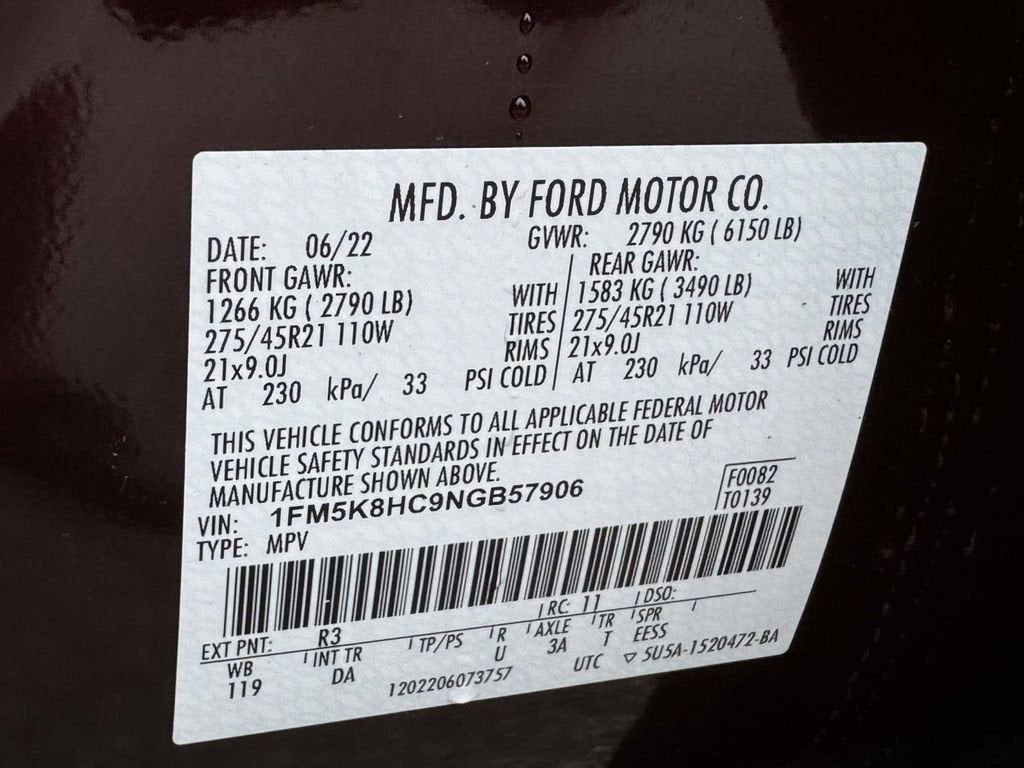 MFD. BY FORD MOTOR CO.
DATE: 06/22 GVWR: 2790 KG ( 6150 LB)
FRONT GAWR: REAR GAWR:
1266 KG ( 2790 LB) WITH 1583 KG ( 3490 LB) WITH
275/45R21 110W TIRES 275/45R21 110W TIRES
21x9.0J RIMS 21x9.0J RIMS
AT 230 kPa/ 33 PSI COLD AT 230 kPa/ 33 PSI COLD
THIS VEHICLE CONFORMS TO ALL APPLICABLE FEDERAL MOTOR
VEHICLE SAFETY STANDARDS IN EFFECT ON THE DATE OF
MANUFACTURE SHOWN ABOVE.
VIN: 1FM5K8HC9NGB57906 F0082
TYPE: MPV T0139
EXT PNT: R3 RC: 11 DSO:
WB INT TR TP/PS R AXLE TR SPR
119 DA U 3A T EESS
1202206073757 UTC ▽ 5U5A-1520472-BA